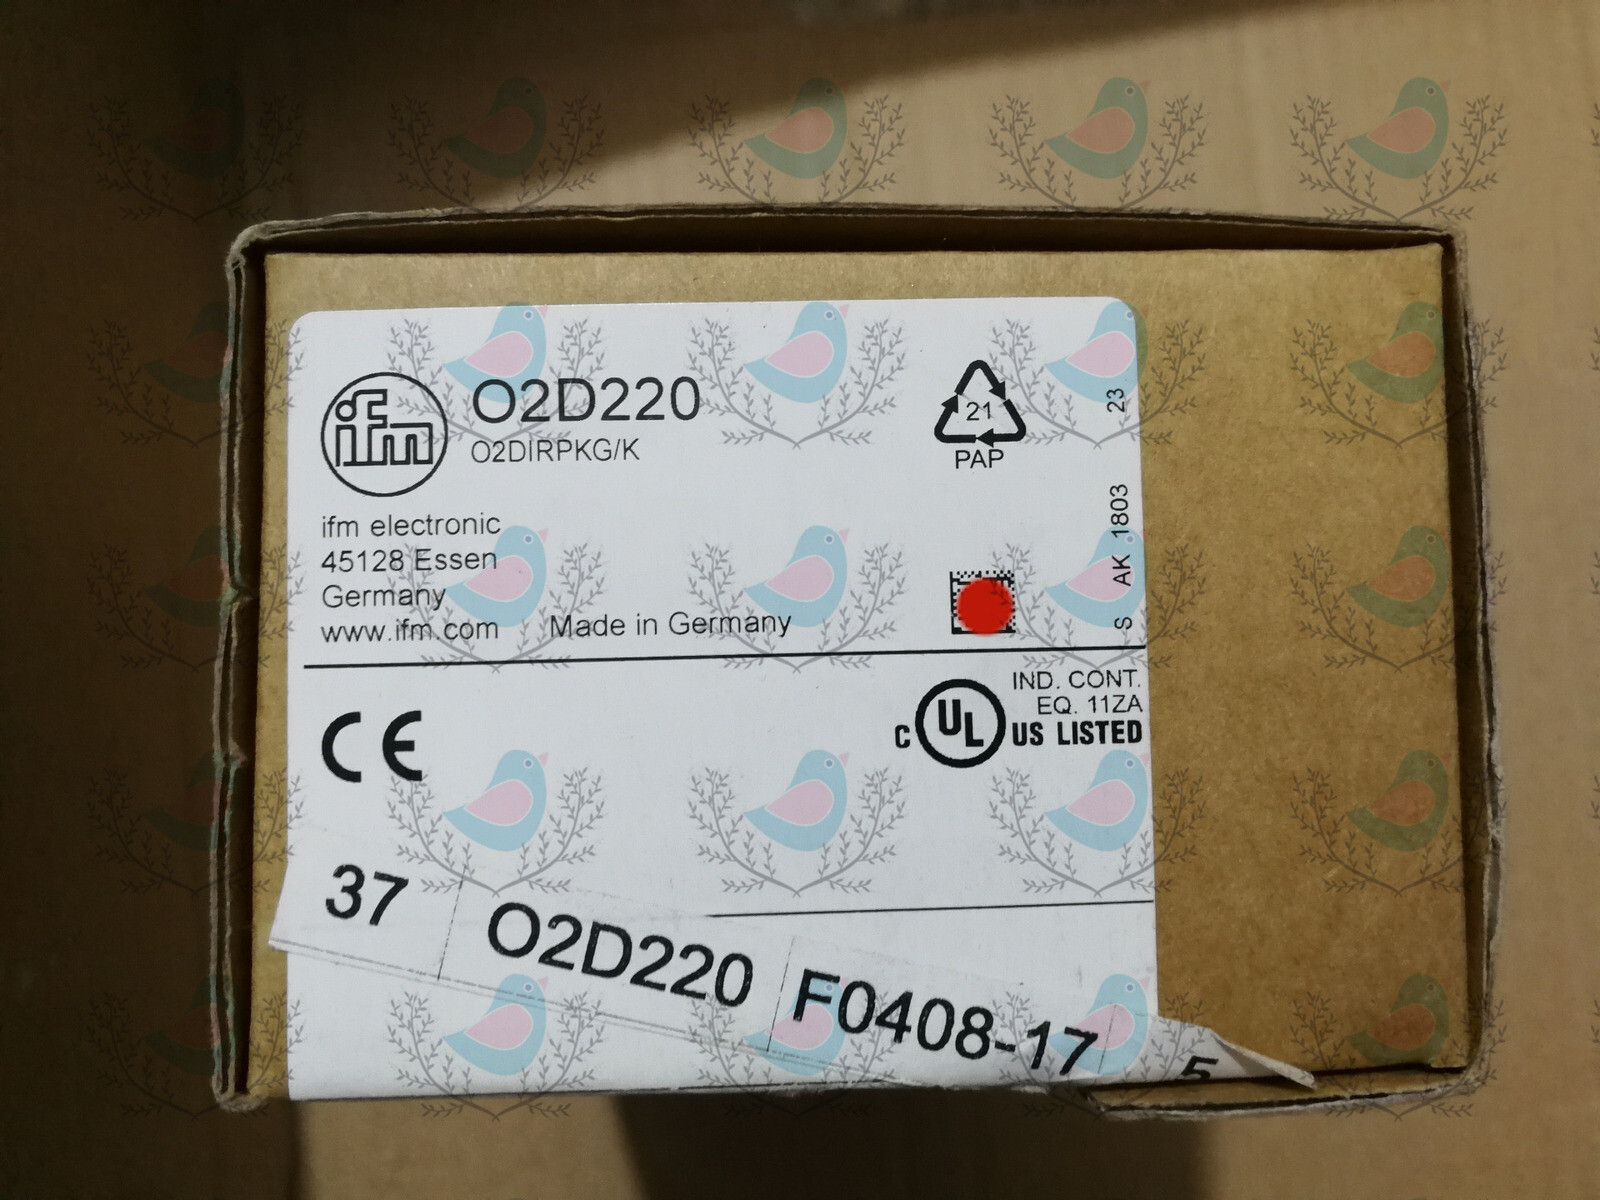 ifm
O2D220
O2DIRPKG/K
21
PAP
23
S AK 1803
ifm electronic
45128 Essen
Germany
www.ifm.com
Made in Germany
CE
C UL US LISTED
IND. CONT.
EQ. 11ZA
37 O2D220 F0408-17 5